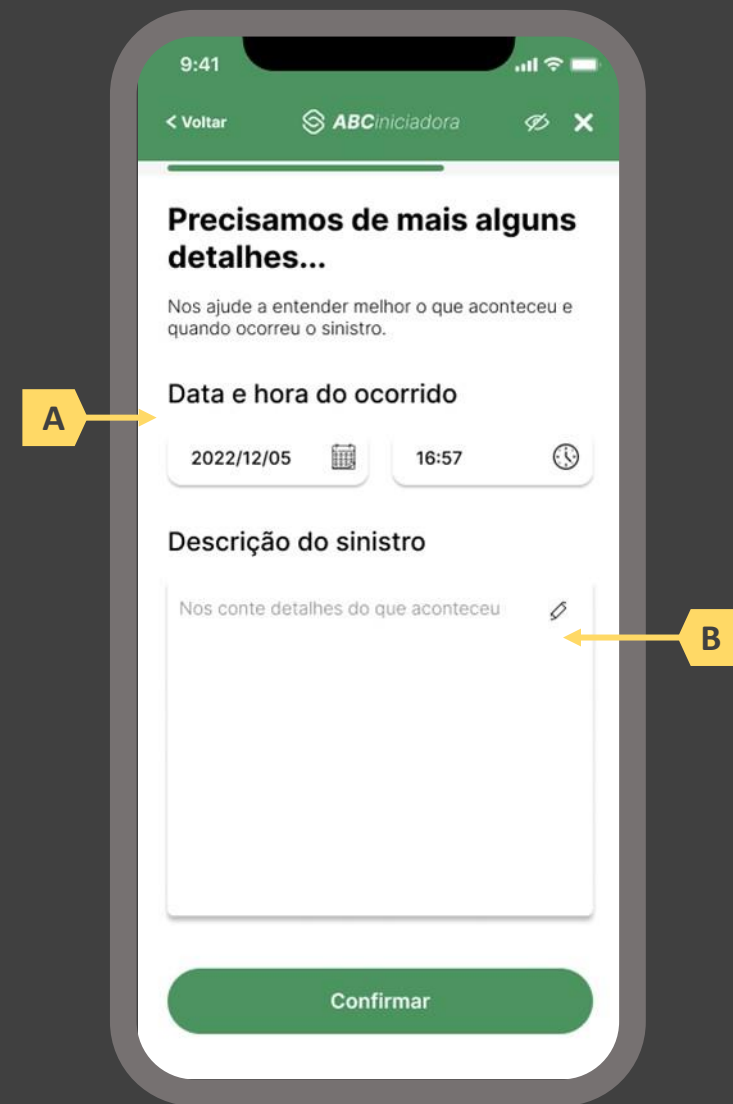 9:41
< Voltar ABCiniciadora
Precisamos de mais alguns
detalhes...
Nos ajude a entender melhor o que aconteceu e
quando ocorreu o sinistro.
Data e hora do ocorrido
A
2022/12/05 16:57
Descrição do sinistro
Nos conte detalhes do que aconteceu
B
Confirmar